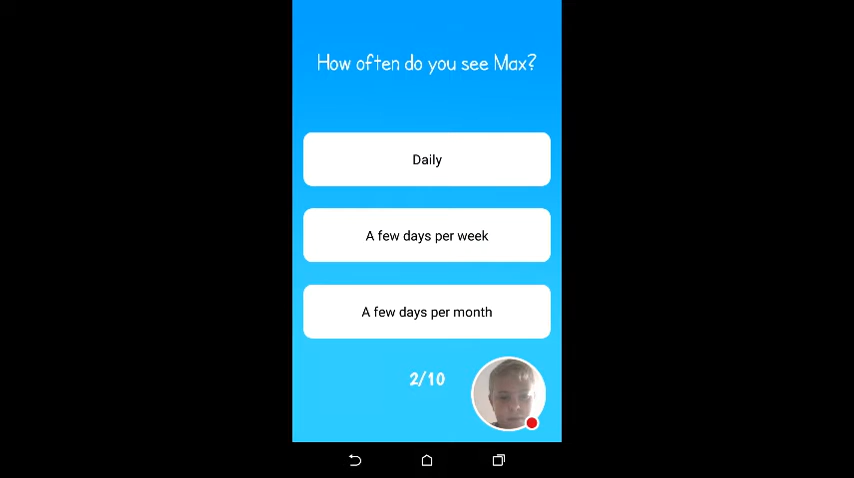 How often do you see Max?
Daily
A few days per week
A few days per month
2/10